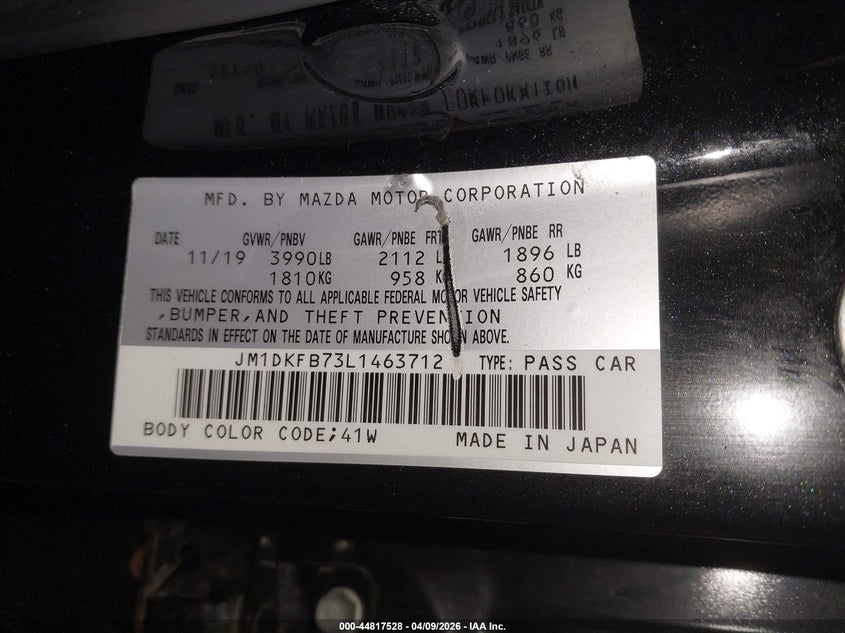 MFD. BY MAZDA MOTOR CORPORATION
DATE GVWR/PNBV GAWR/PNBE FRT GAWR/PNBE RR
11/19 3990LB 2112 L 1896 LB
1810KG 958 KG 860 KG
THIS VEHICLE CONFORMS TO ALL APPLICABLE FEDERAL MOTOR VEHICLE SAFETY
,BUMPER,AND THEFT PREVENTION
STANDARDS IN EFFECT ON THE DATE OF MANUFACTURE SHOWN ABOVE.
JM1DKFB73L1463712 TYPE: PASS CAR
BODY COLOR CODE;41W MADE IN JAPAN
000-44817528 - 04/09/2026 - IAA Inc.